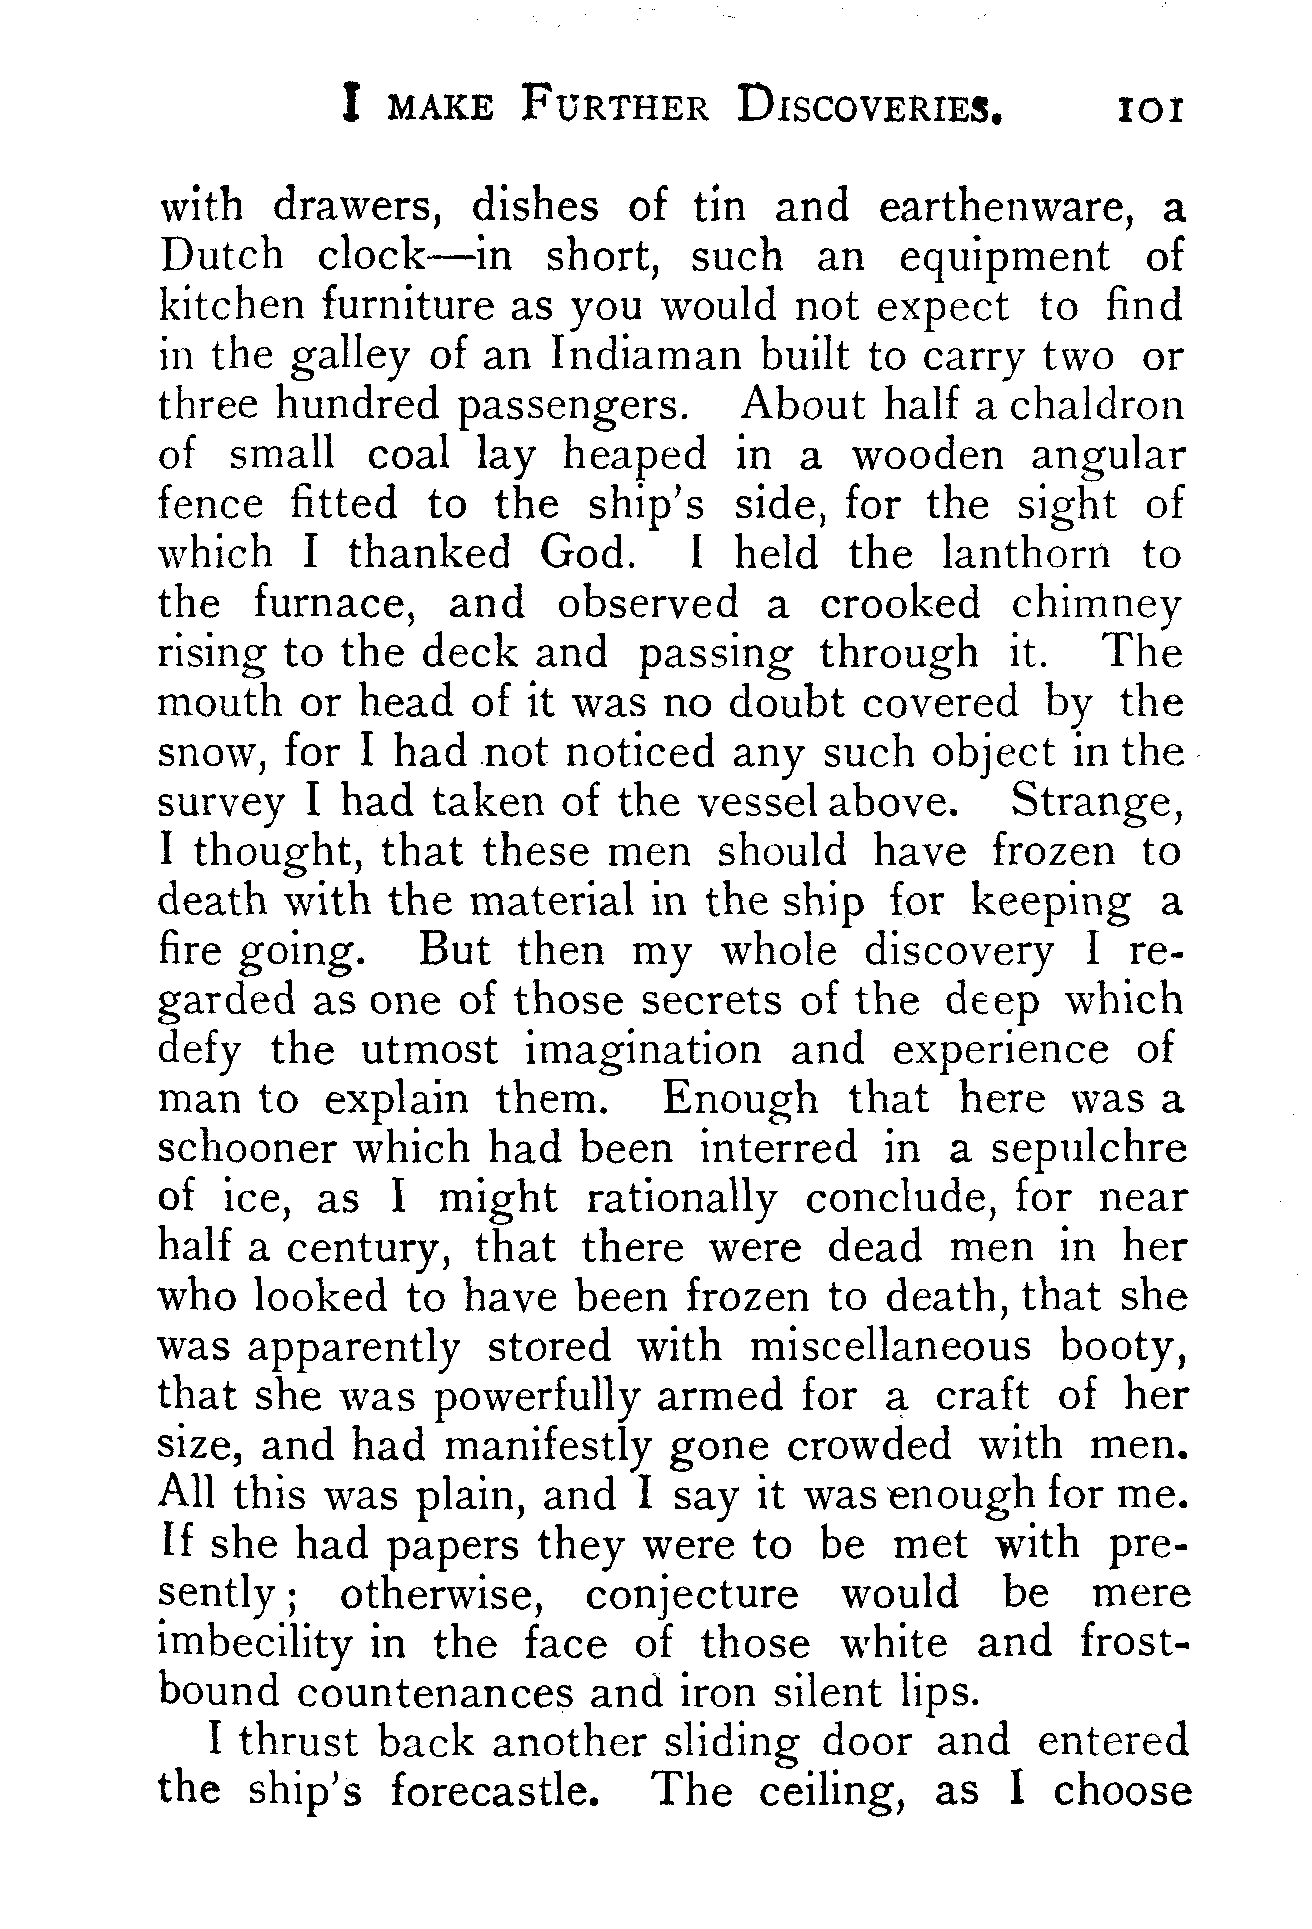 I MAKE FURTHER DISCOVERIES. 101
with drawers, dishes of tin and earthenware, a
Dutch clock—in short, such an equipment of
kitchen furniture as you would not expect to find
in the galley of an Indiaman built to carry two or
three hundred passengers. About half a chaldron
of small coal lay heaped in a wooden angular
fence fitted to the ship's side, for the sight of
which I thanked God. I held the lanthorn to
the furnace, and observed a crooked chimney
rising to the deck and passing through it. The
mouth or head of it was no doubt covered by the
snow, for I had not noticed any such object in the
survey I had taken of the vessel above. Strange,
I thought, that these men should have frozen to
death with the material in the ship for keeping a
fire going. But then my whole discovery I re-
garded as one of those secrets of the deep which
defy the utmost imagination and experience of
man to explain them. Enough that here was a
schooner which had been interred in a sepulchre
of ice, as I might rationally conclude, for near
half a century, that there were dead men in her
who looked to have been frozen to death, that she
was apparently stored with miscellaneous booty,
that she was powerfully armed for a craft of her
size, and had manifestly gone crowded with men.
All this was plain, and I say it was enough for me.
If she had papers they were to be met with pre-
sently; otherwise, conjecture would be mere
imbecility in the face of those white and frost-
bound countenances and iron silent lips.
I thrust back another sliding door and entered
the ship's forecastle. The ceiling, as I choose